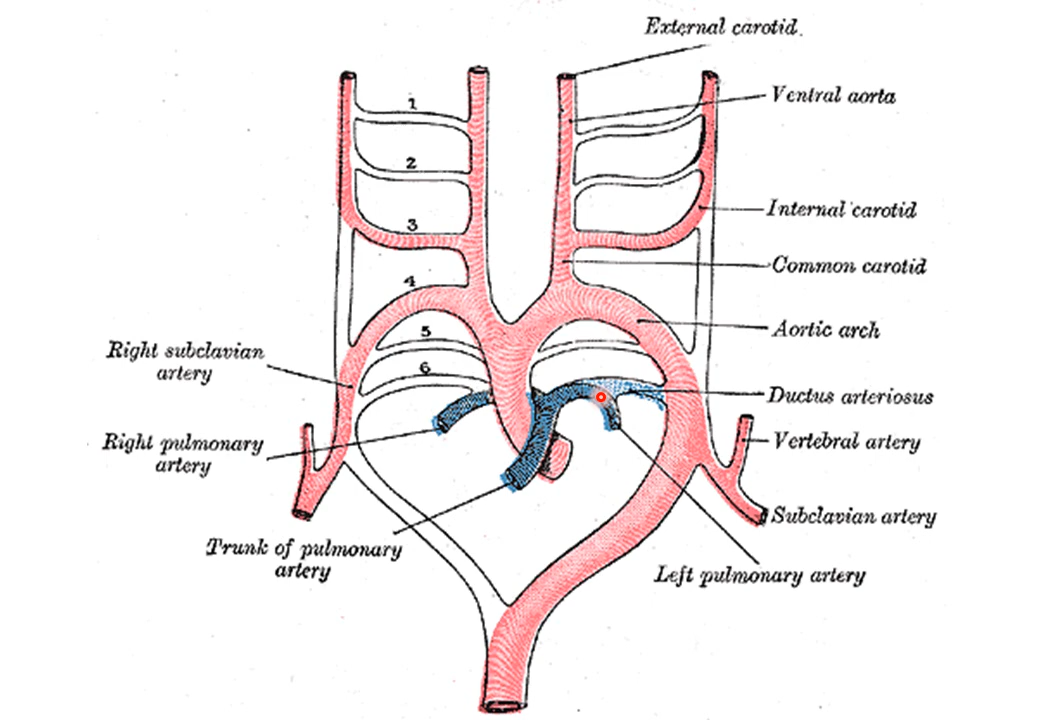 External carotid.
1
Ventral aorta
2
Internal carotid
3
Common carotid
4
Aortic arch
5
Right subclavian
artery
6
Ductus arteriosus
Right pulmonary
artery
Vertebral artery
Subclavian artery
Trunk of pulmonary
artery
Left pulmonary artery